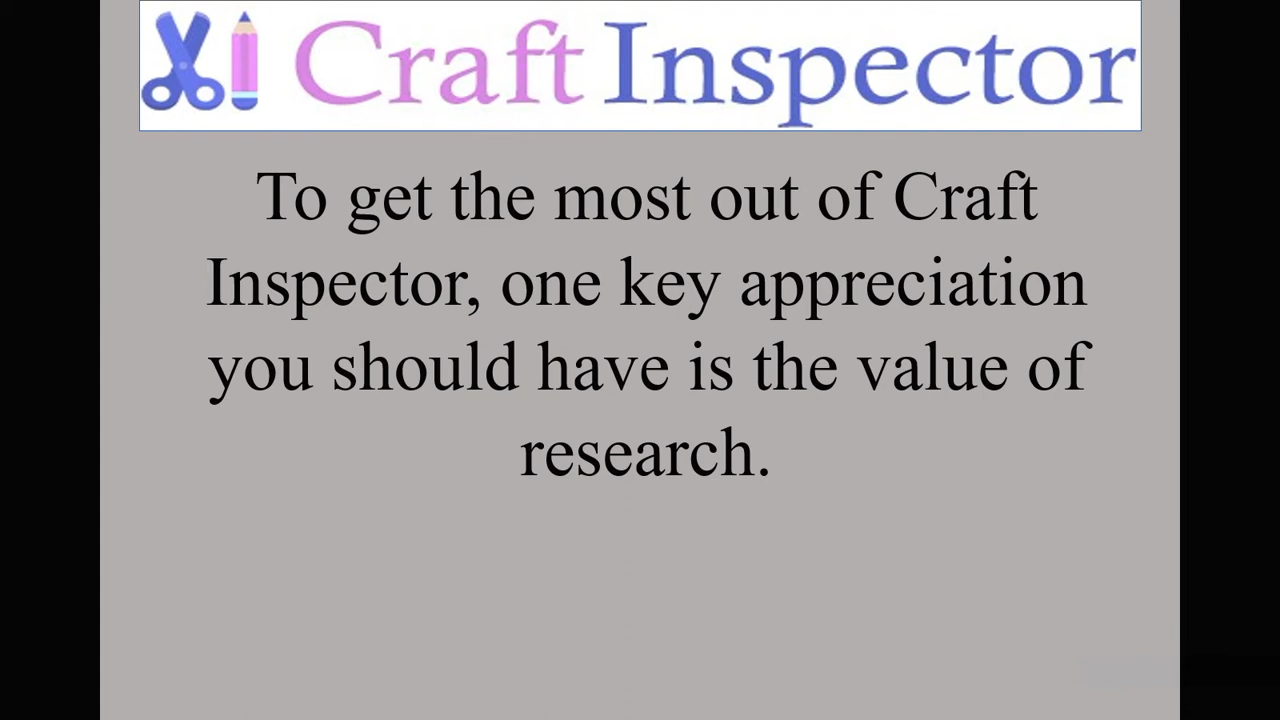 Craft Inspector
To get the most out of Craft
Inspector, one key appreciation
you should have is the value of
research.